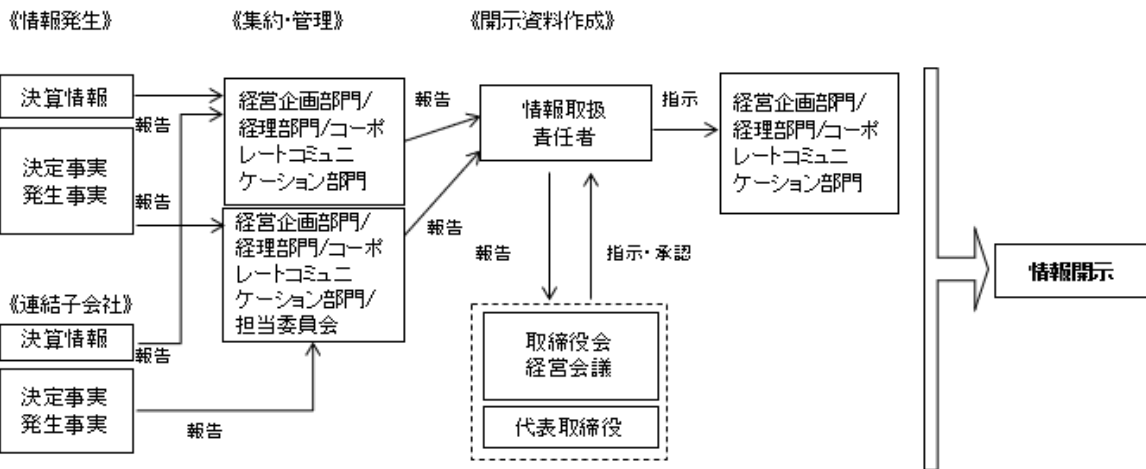 《情報発生》
《集約・管理》
《開示資料作成》
決算情報
報告
決定事実
発生事実
報告
《連結子会社》
決算情報
報告
決定事実
発生事実
報告
経営企画部門/
経理部門/コーポ
レートコミュニ
ケーション部門
報告
経営企画部門/
経理部門/コーポ
レートコミュニ
ケーション部門/
担当委員会
報告
情報取扱
責任者
指示
報告
指示・承認
取締役会
経営会議
代表取締役
経営企画部門/
経理部門/コーポ
レートコミュニ
ケーション部門
情報開示